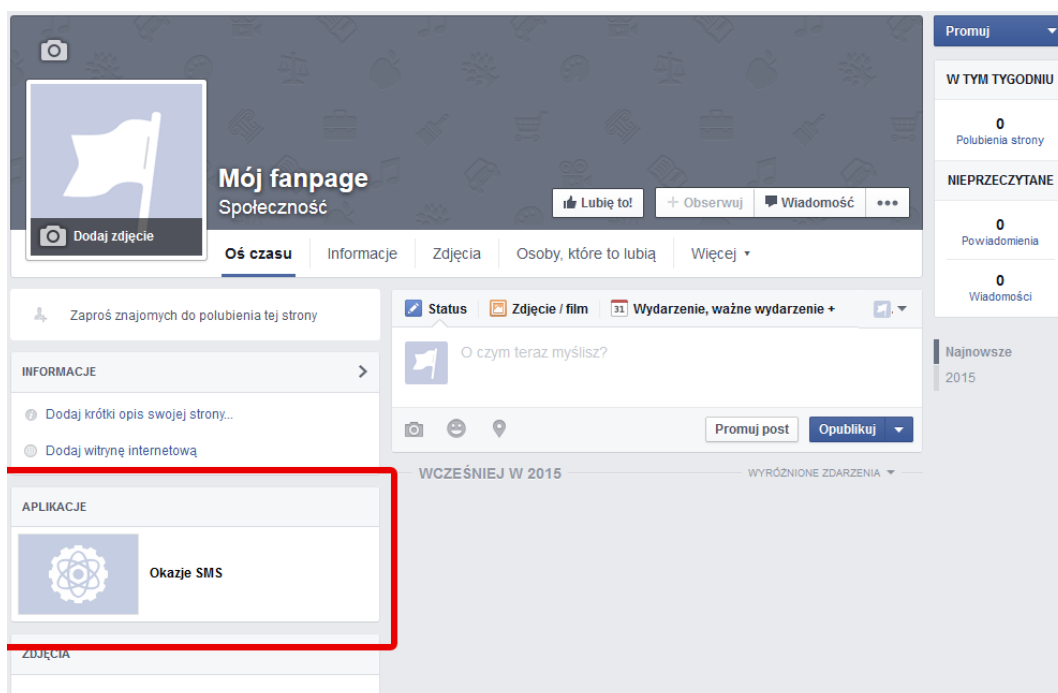 Promuj
W TYM TYGODNIU
0
Polubienia strony
NIEPRZECZYTANE
0
Powiadomienia
0
Wiadomości
Najnowsze
2015
Mój fanpage
Społeczność
Lubię to!
+ Obserwuj
Wiadomość
Dodaj zdjęcie
Oś czasu
Informacje
Zdjęcia
Osoby, które to lubią
Więcej
Zaproś znajomych do polubienia tej strony
INFORMACJE
Dodaj krótki opis swojej strony...
Dodaj witrynę internetową
APLIKACJE
Okazje SMS
ZDJĘCIA
Status
Zdjęcie / film
31
Wydarzenie, ważne wydarzenie +
O czym teraz myślisz?
Promuj post
Opublikuj
WCZEŚNIEJ W 2015
WYRÓŻNIONE ZDARZENIA